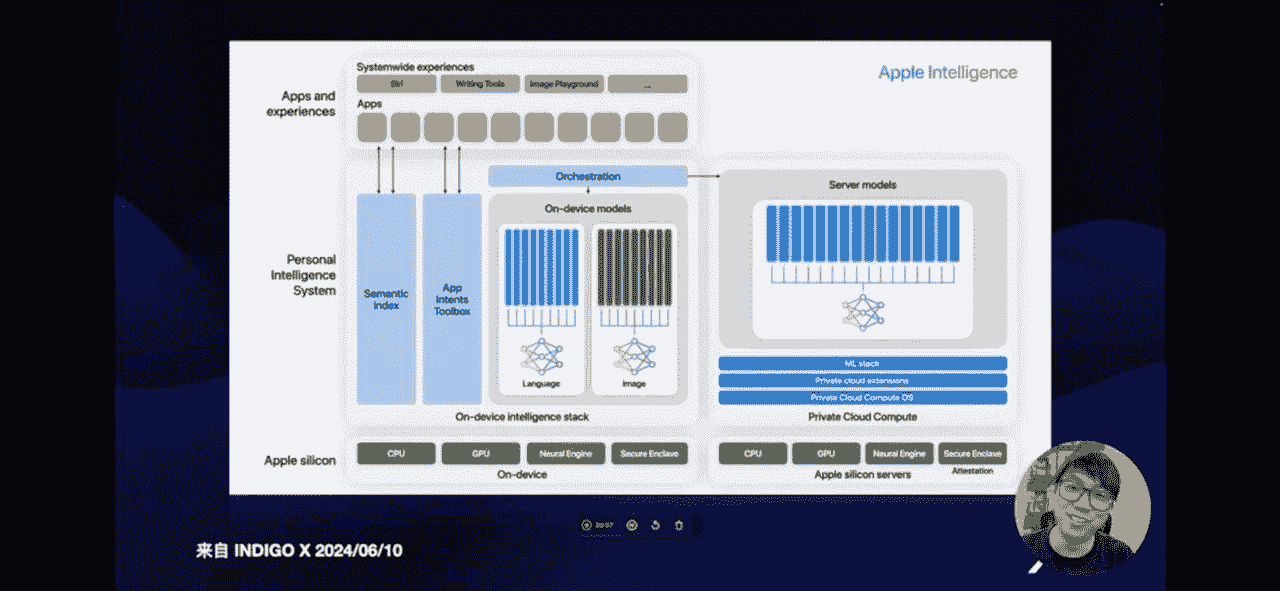 Apple Intelligence
Systemwide experiences
Siri
Writing Tools
Image Playground
...
Apps and
experiences
Apps
Orchestration
On-device models
Server models
Personal
Intelligence
System
Semantic
Index
App
Intents
Toolbox
Language
Image
ML stack
Private cloud extensions
Private Cloud Compute OS
On-device intelligence stack
Private Cloud Compute
Apple silicon
CPU
GPU
Neural Engine
Secure Enclave
On-device
CPU
GPU
Neural Engine
Secure Enclave
Apple silicon servers
Attestation
来自 INDIGO X 2024/06/10